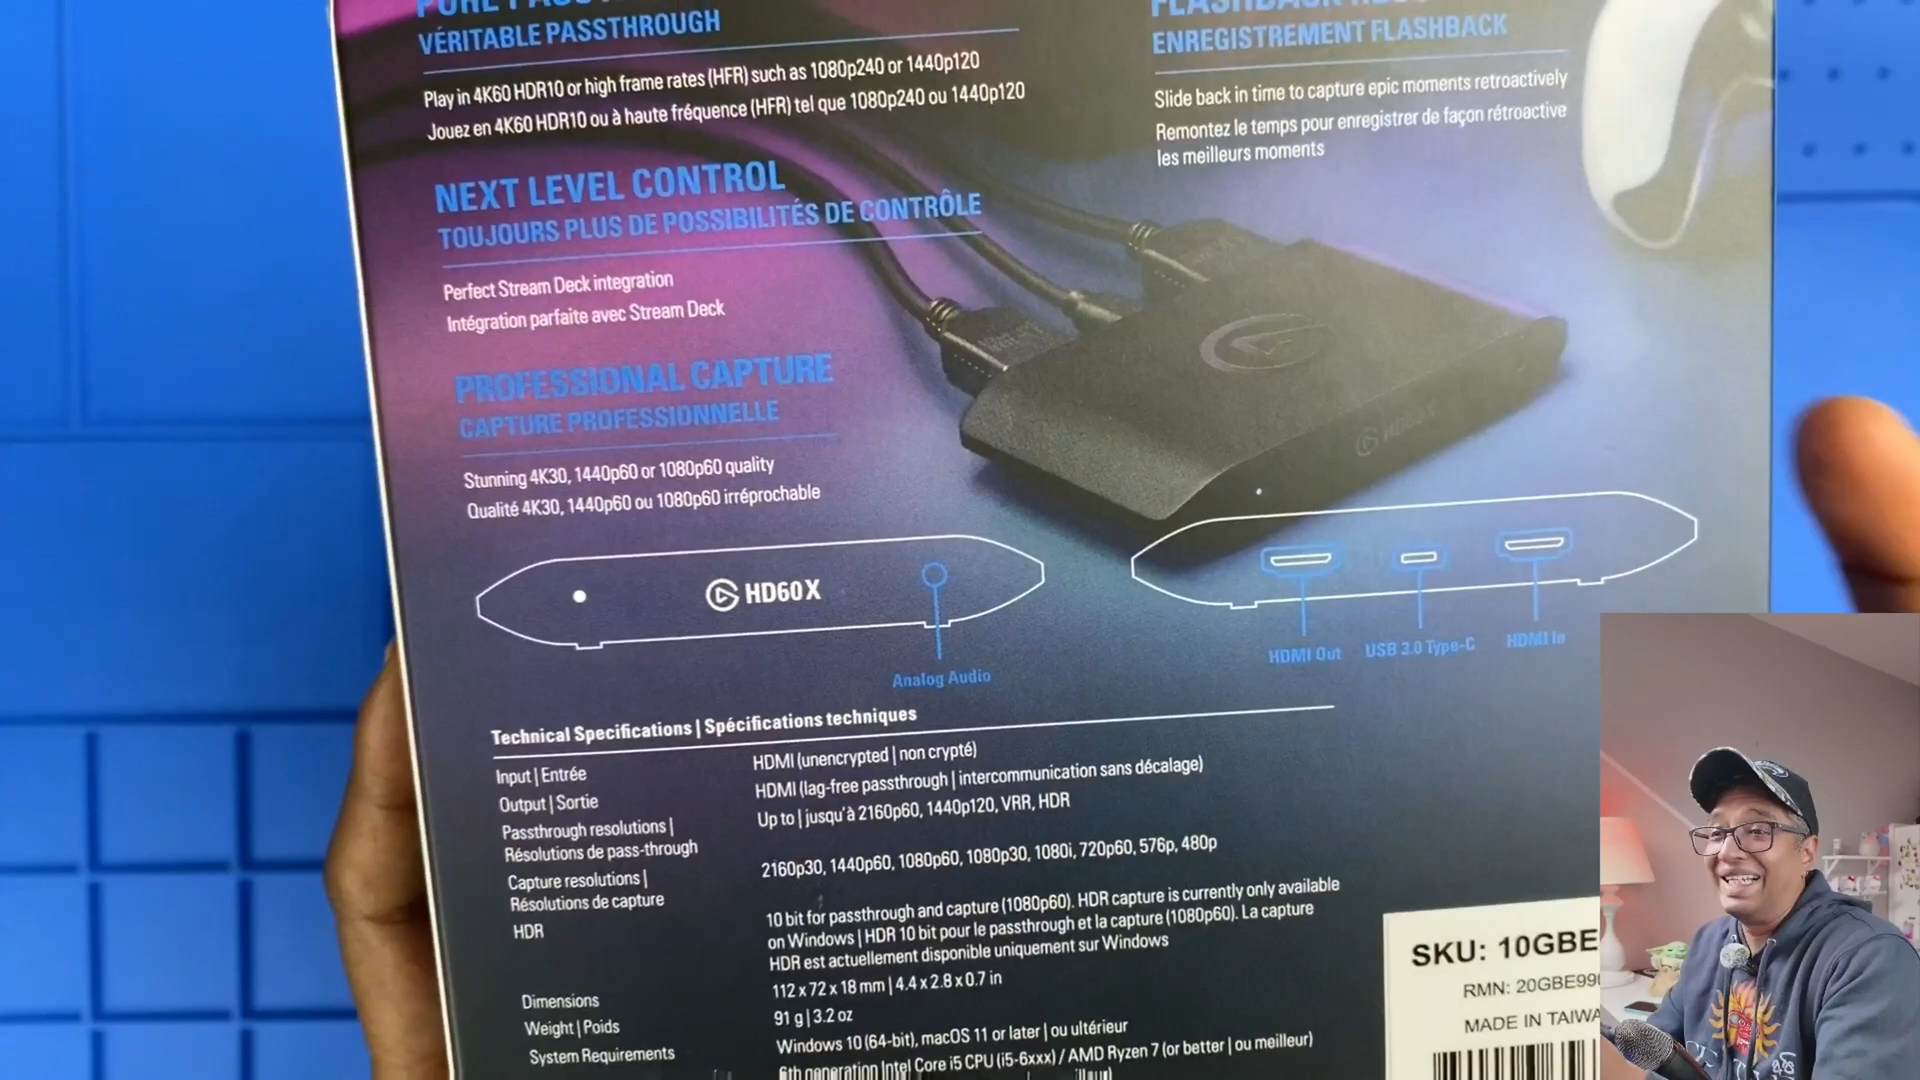 VÉRITABLE PASSTHROUGH
Play in 4K60 HDR10 or high frame rates (HFR) such as 1080p240 or 1440p120
Jouez en 4K60 HDR10 ou à haute fréquence (HFR) tel que 1080p240 ou 1440p120
ENREGISTREMENT FLASHBACK
Slide back in time to capture epic moments retroactively
Remontez le temps pour enregistrer de façon rétroactive
les meilleurs moments
NEXT LEVEL CONTROL
TOUJOURS PLUS DE POSSIBILITÉS DE CONTRÔLE
Perfect Stream Deck integration
Intégration parfaite avec Stream Deck
PROFESSIONAL CAPTURE
CAPTURE PROFESSIONNELLE
Stunning 4K30, 1440p60 or 1080p60 quality
Qualité 4K30, 1440p60 ou 1080p60 irréprochable
HD60 X
Analog Audio
HDMI Out
USB 3.0 Type-C
HDMI In
Technical Specifications | Spécifications techniques
Input | Entrée
HDMI (unencrypted | non crypté)
Output | Sortie
HDMI (lag-free passthrough | intercommunication sans décalage)
Passthrough resolutions |
Résolutions de pass-through
Up to | jusqu'à 2160p60, 1440p120, VRR, HDR
Capture resolutions |
Résolutions de capture
2160p30, 1440p60, 1080p60, 1080p30, 1080i, 720p60, 576p, 480p
HDR
10 bit for passthrough and capture (1080p60). HDR capture is currently only available
on Windows | HDR 10 bit pour le passthrough et la capture (1080p60). La capture
HDR est actuellement disponible uniquement sur Windows
Dimensions
112 x 72 x 18 mm | 4.4 x 2.8 x 0.7 in
Weight | Poids
91 g | 3.2 oz
System Requirements
Windows 10 (64-bit), macOS 11 or later | ou ultérieur
6th generation Intel Core i5 CPU (i5-6xxx) / AMD Ryzen 7 (or better | ou meilleur)
SKU: 10GBE
RMN: 20GBE99
MADE IN TAIWA